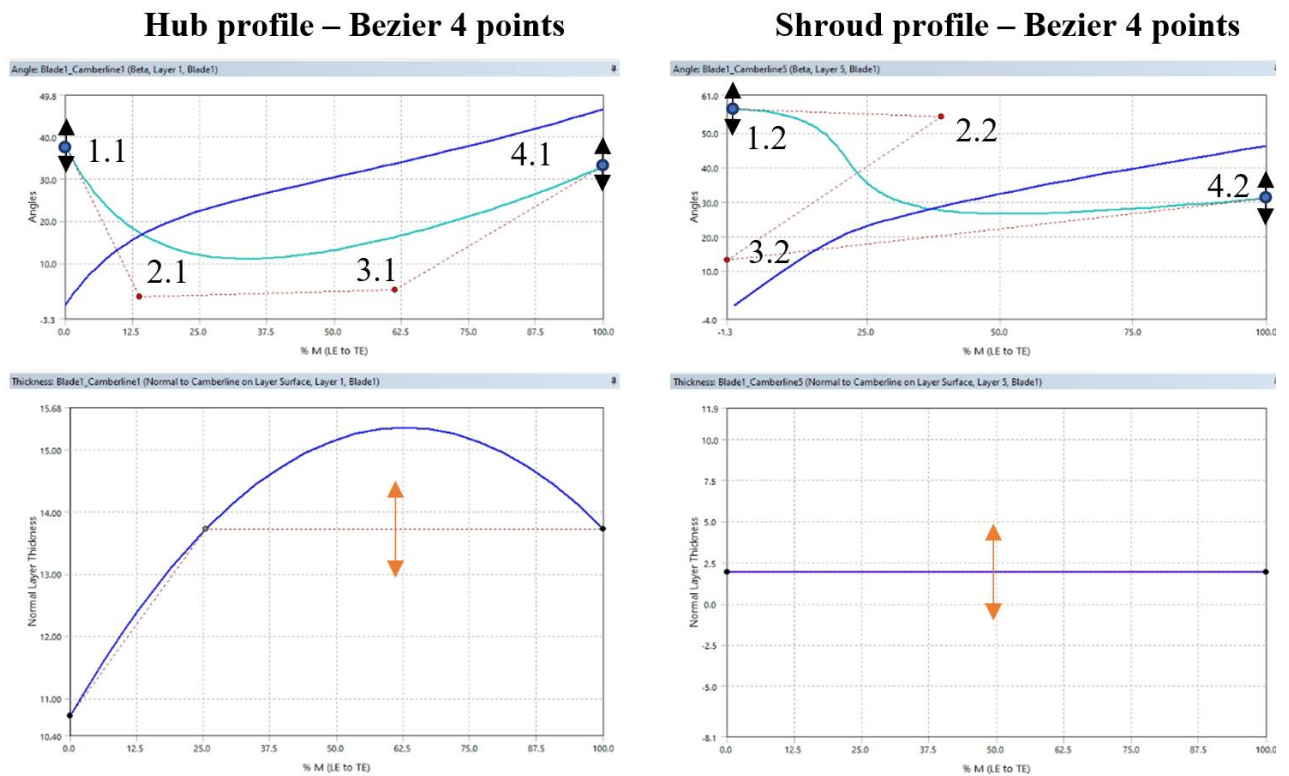 Hub profile – Bezier 4 points
Shroud profile – Bezier 4 points
Angle: Blade1_Camberline1 (Beta, Layer 1, Blade1)
49.8
40.0
30.0
20.0
10.0
-3.3
Angles
1.1
2.1
3.1
4.1
0.0 12.5 25.0 37.5 50.0 62.5 75.0 87.5 100.0
% M (LE to TE)
Angle: Blade1_Camberline5 (Beta, Layer 5, Blade1)
61.0
50.0
40.0
30.0
20.0
10.0
-4.0
Angles
1.2
2.2
3.2
4.2
-1.3 25.0 50.0 75.0 100.0
% M (LE to TE)
Thickness: Blade1_Camberline1 (Normal to Camberline on Layer Surface, Layer 1, Blade1)
15.68
15.00
14.00
13.00
12.00
11.00
10.40
Normal Layer Thickness
0.0 12.5 25.0 37.5 50.0 62.5 75.0 87.5 100.0
% M (LE to TE)
Thickness: Blade1_Camberline5 (Normal to Camberline on Layer Surface, Layer 5, Blade1)
11.9
10.0
7.5
5.0
2.5
0.0
-2.5
-5.0
-8.1
Normal Layer Thickness
0.0 12.5 25.0 37.5 50.0 62.5 75.0 87.5 100.0
% M (LE to TE)